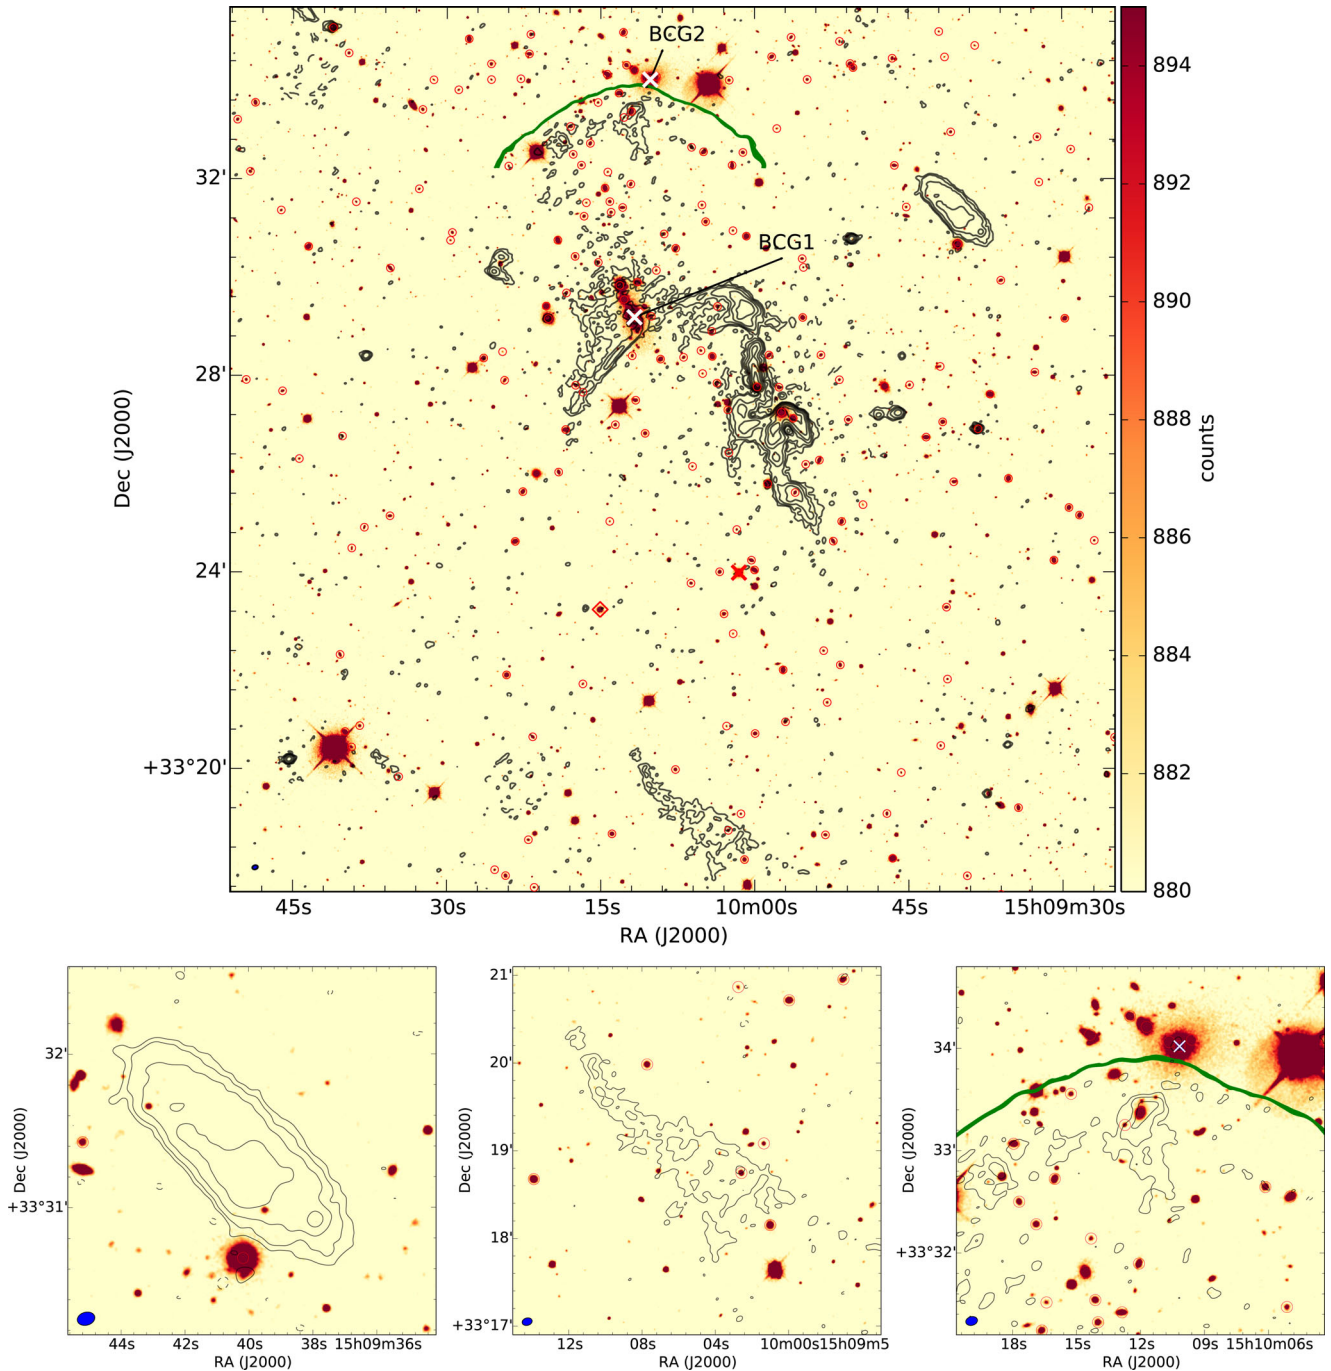 BCG2
BCG1
32'
28'
24'
+33°20'
45s 30s 15s 10m00s 45s 15h09m30s
RA (J2000)
Dec (J2000)
894
892
890
888
886
884
882
880
counts
32'
+33°31'
44s 42s 40s 38s 15h09m36s
RA (J2000)
Dec (J2000)
21'
20'
19'
18'
+33°17'
12s 08s 04s 10m00s15h09m5s
RA (J2000)
Dec (J2000)
34'
33'
+33°32'
18s 15s 12s 09s 15h10m06s
RA (J2000)
Dec (J2000)